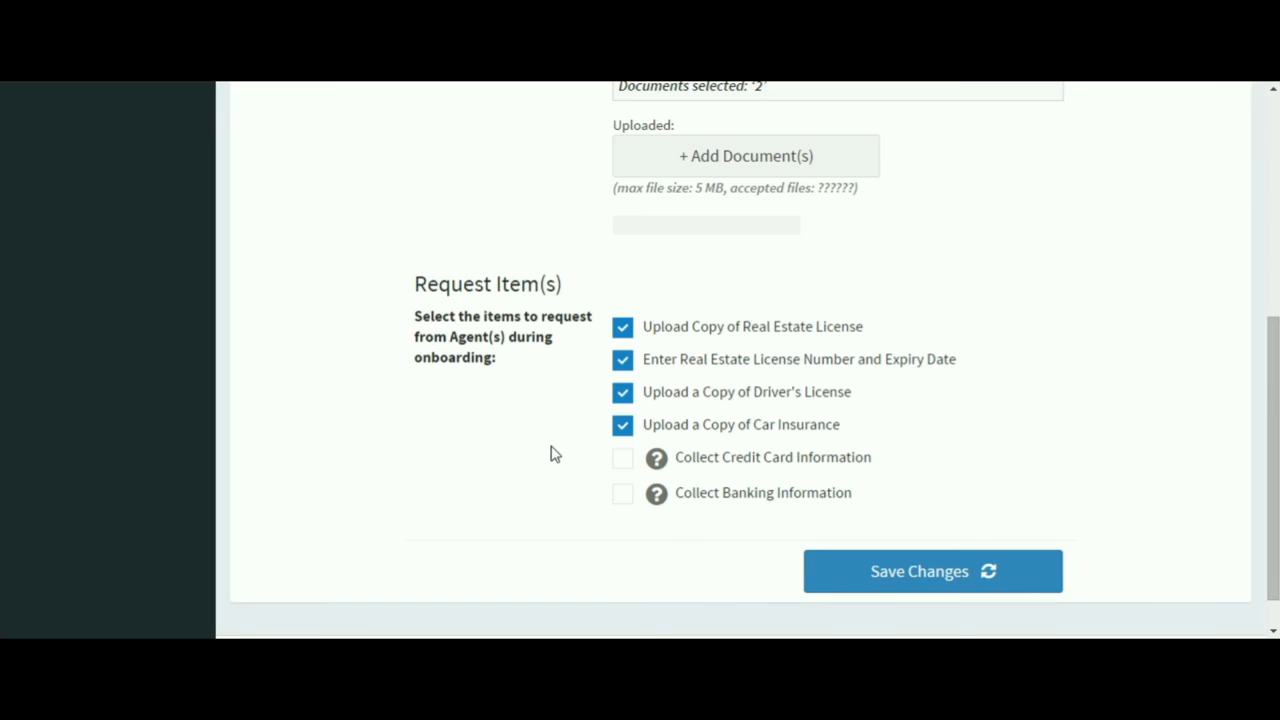 Documents selected: '2'
Uploaded:
+ Add Document(s)
(max file size: 5 MB, accepted files: ??????)
Request Item(s)
Select the items to request
from Agent(s) during
onboarding:
Upload Copy of Real Estate License
Enter Real Estate License Number and Expiry Date
Upload a Copy of Driver's License
Upload a Copy of Car Insurance
? Collect Credit Card Information
? Collect Banking Information
Save Changes